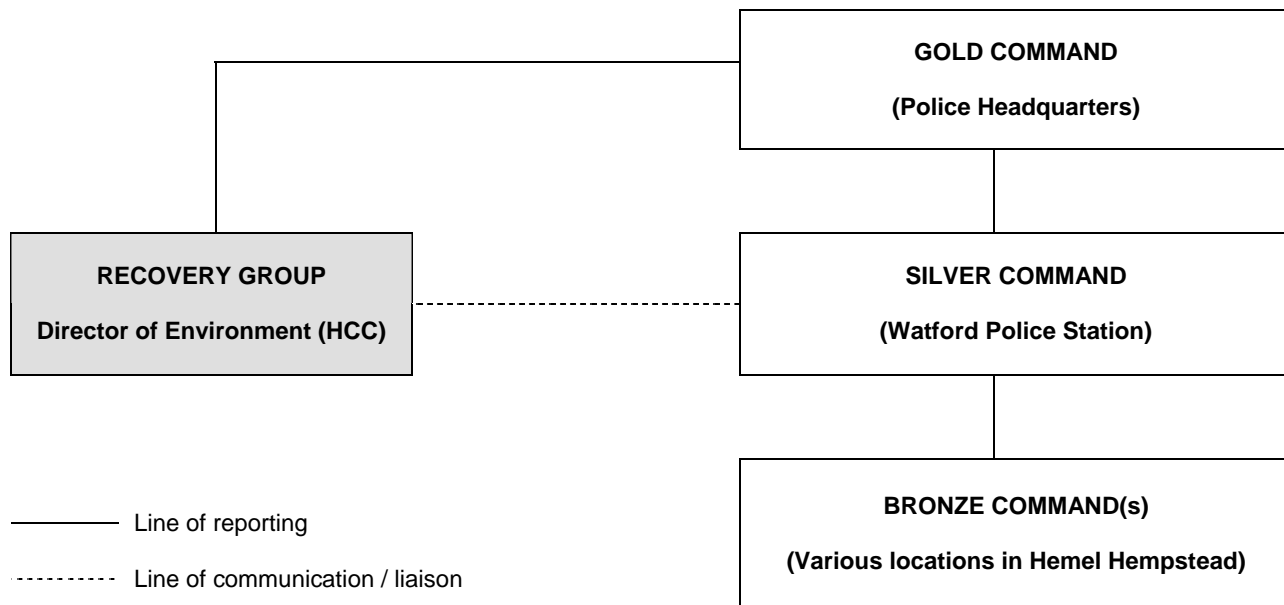 GOLD COMMAND
(Police Headquarters)
RECOVERY GROUP
Director of Environment (HCC)
SILVER COMMAND
(Watford Police Station)
BRONZE COMMAND(s)
(Various locations in Hemel Hempstead)
Line of reporting
Line of communication / liaison